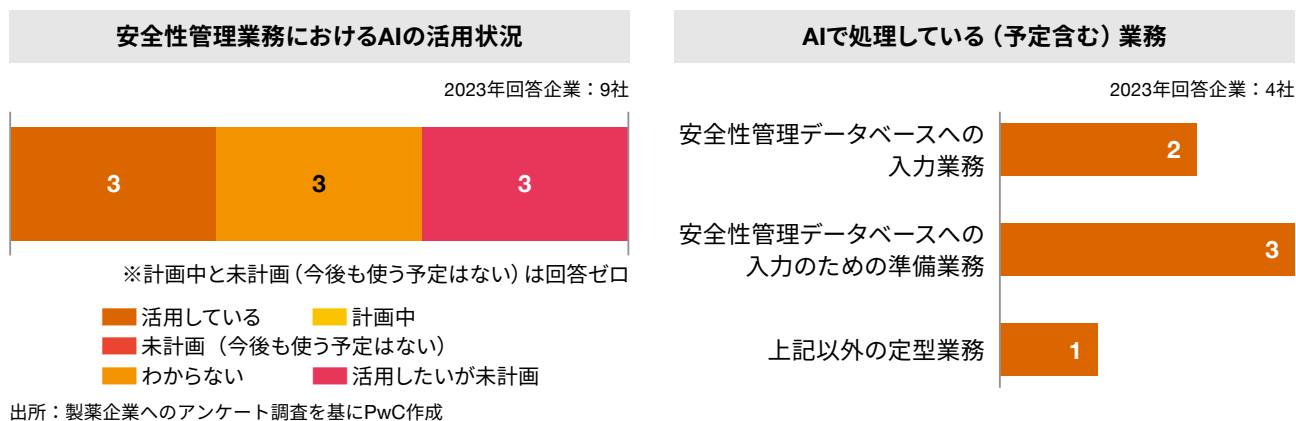 安全性管理業務におけるAIの活用状況
2023年回答企業：9社
3
3
3
※計画中と未計画（今後も使う予定はない）は回答ゼロ
活用している
計画中
未計画（今後も使う予定はない）
わからない
活用したいが未計画
出所：製薬企業へのアンケート調査を基にPwC作成
AIで処理している（予定含む）業務
2023年回答企業：4社
安全性管理データベースへの
入力業務
2
安全性管理データベースへの
入力のための準備業務
3
上記以外の定型業務
1